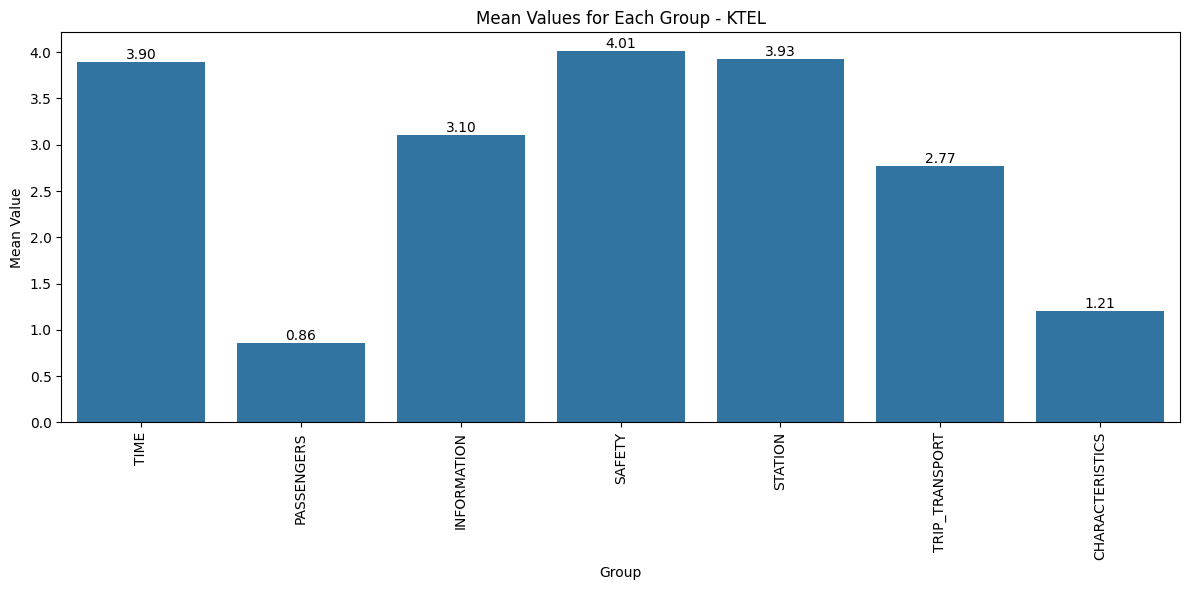 Mean Values for Each Group - KTEL
Mean Value
4.0
3.5
3.0
2.5
2.0
1.5
1.0
0.5
0.0
3.90
0.86
3.10
4.01
3.93
2.77
1.21
TIME
PASSENGERS
INFORMATION
SAFETY
STATION
TRIP_TRANSPORT
CHARACTERISTICS
Group